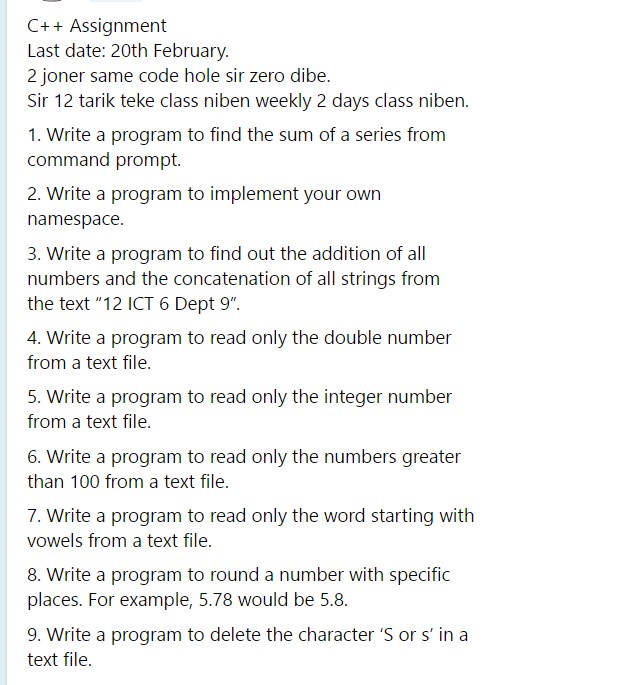 C++ Assignment
Last date: 20th February.
2 joner same code hole sir zero dibe.
Sir 12 tarik teke class niben weekly 2 days class niben.
1. Write a program to find the sum of a series from
command prompt.
2. Write a program to implement your own
namespace.
3. Write a program to find out the addition of all
numbers and the concatenation of all strings from
the text "12 ICT 6 Dept 9".
4. Write a program to read only the double number
from a text file.
5. Write a program to read only the integer number
from a text file.
6. Write a program to read only the numbers greater
than 100 from a text file.
7. Write a program to read only the word starting with
vowels from a text file.
8. Write a program to round a number with specific
places. For example, 5.78 would be 5.8.
9. Write a program to delete the character ‘S or s’ in a
text file.